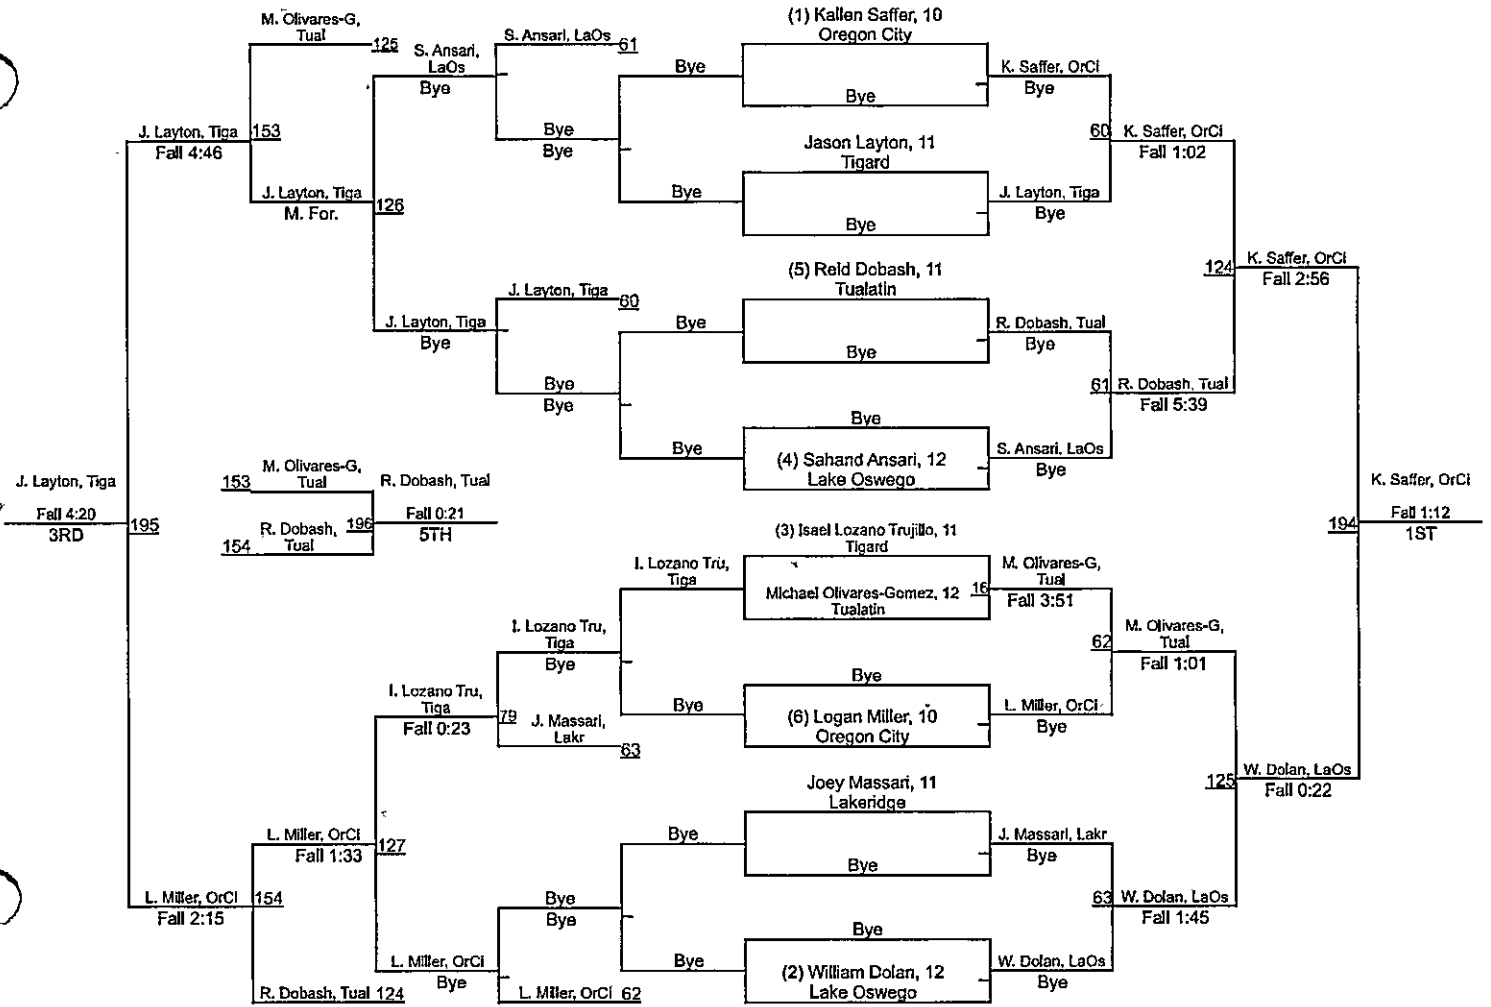 M. Olivares-G,
Tual
125
J. Layton, Tiga
153
Fall 4:46
J. Layton, Tiga
M. For.
126
S. Ansari,
LaOs
Bye
S. Ansari, LaOs
61
Bye
Bye
J. Layton, Tiga
Bye
J. Layton, Tiga
60
Bye
Bye
Bye
Bye
Bye
Bye
(1) Kallen Saffer, 10
Oregon City
Bye
Jason Layton, 11
Tigard
Bye
(5) Reid Dobash, 11
Tualatin
Bye
Bye
(4) Sahand Ansari, 12
Lake Oswego
K. Saffer, OrCi
Bye
60
J. Layton, Tiga
Bye
K. Saffer, OrCi
Fall 1:02
R. Dobash, Tual
Bye
61
S. Ansari, LaOs
Bye
R. Dobash, Tual
Fall 5:39
124
K. Saffer, OrCi
Fall 2:56
J. Layton, Tiga
Fall 4:20
3RD
195
153
M. Olivares-G,
Tual
154
R. Dobash,
Tual
196
R. Dobash, Tual
Fall 0:21
5TH
194
K. Saffer, OrCi
Fall 1:12
1ST
(3) Isael Lozano Trujillo, 11
Tigard
Michael Olivares-Gomez, 12
Tualatin
16
Bye
(6) Logan Miller, 10
Oregon City
Joey Massari, 11
Lakeridge
Bye
Bye
(2) William Dolan, 12
Lake Oswego
M. Olivares-G,
Tual
Fall 3:51
62
L. Miller, OrCi
Bye
M. Olivares-G,
Tual
Fall 1:01
J. Massari, Lakr
Bye
63
W. Dolan, LaOs
Bye
W. Dolan, LaOs
Fall 1:45
125
W. Dolan, LaOs
Fall 0:22
I. Lozano Tru,
Tiga
Bye
I. Lozano Tru,
Tiga
Bye
I. Lozano Tru,
Tiga
Fall 0:23
79
J. Massari,
Lakr
63
L. Miller, OrCi
Fall 1:33
127
Bye
Bye
Bye
Bye
L. Miller, OrCi
Bye
L. Miller, OrCi 62
L. Miller, OrCi
154
Fall 2:15
R. Dobash, Tual 124